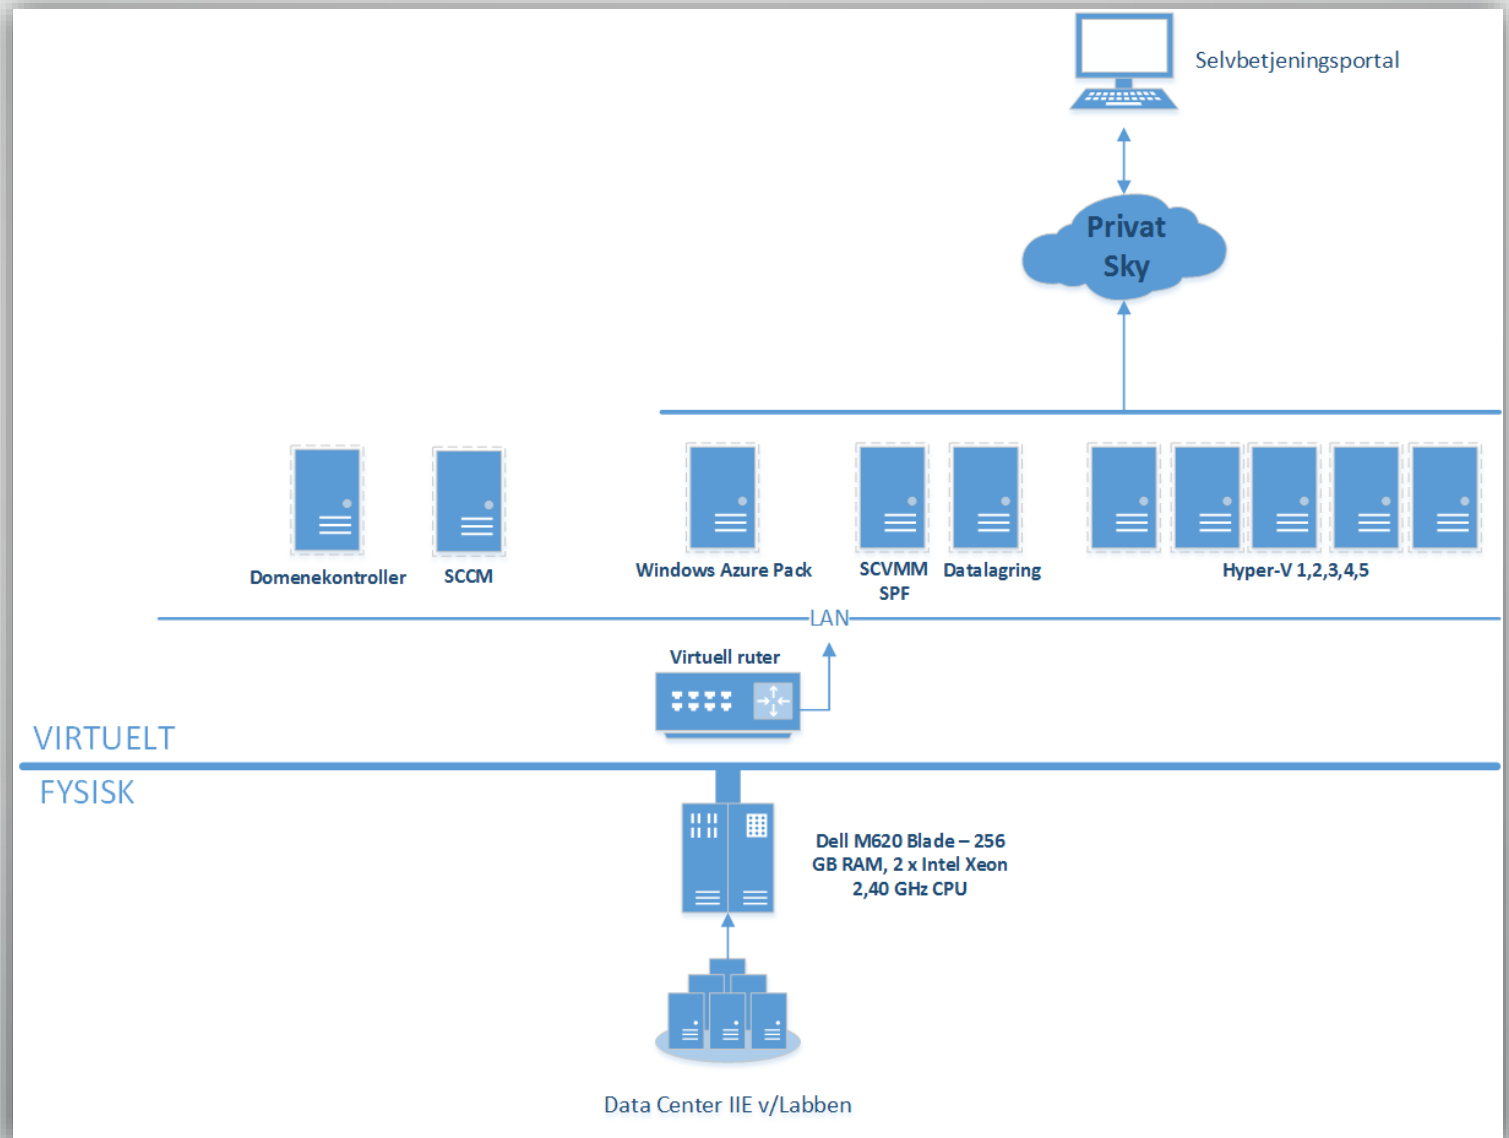 Selvbetjeningsportal
Privat
Sky
Domenekontroller
SCCM
Windows Azure Pack
SCVMM
SPF
Datalagring
Hyper-V 1,2,3,4,5
LAN
Virtuell ruter
VIRTUELT
FYSISK
Dell M620 Blade – 256
GB RAM, 2 x Intel Xeon
2,40 GHz CPU
Data Center IIE v/Labben